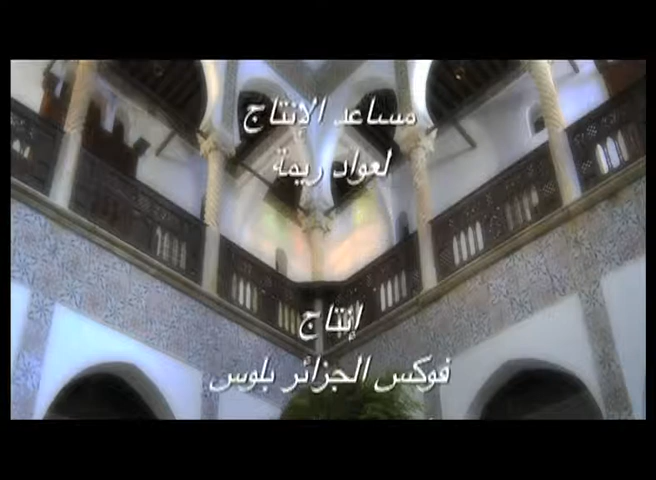 مساعد الإنتاج
لعواد ريمة
إنتاج
فوكس الجزائر بلوس